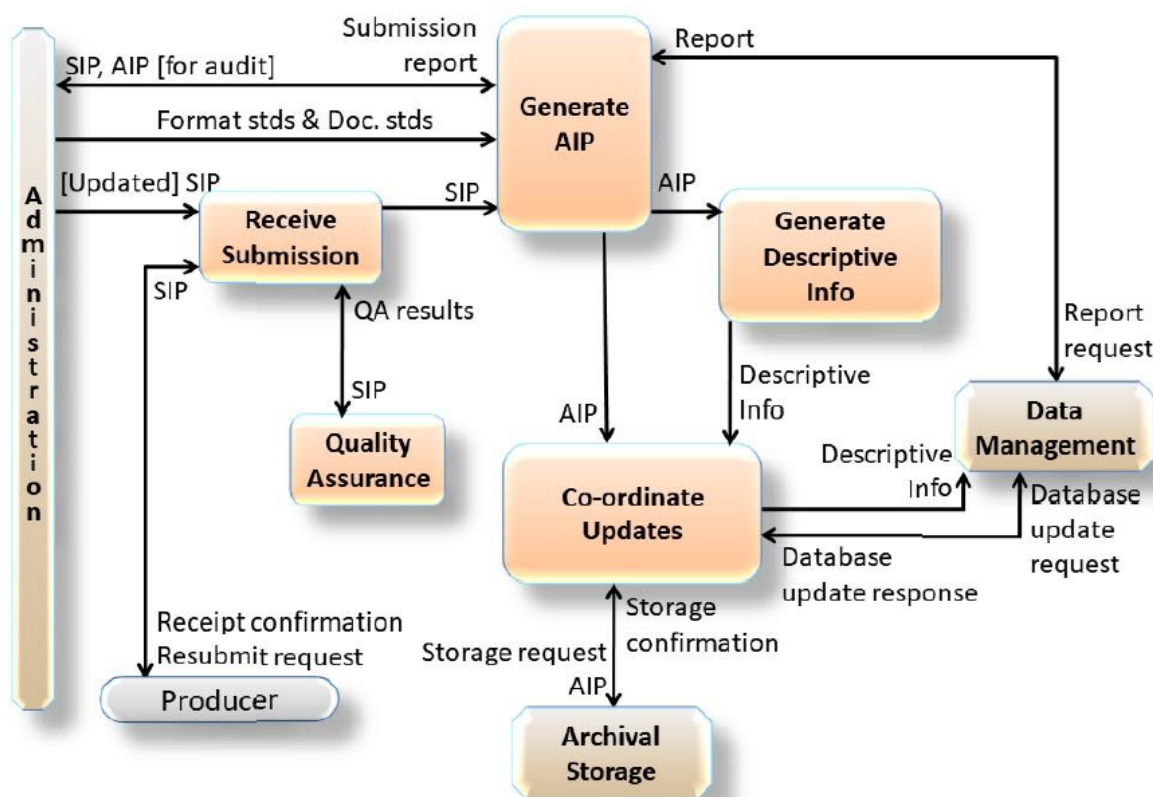 Submission
report
Report
SIP, AIP [for audit]
Generate
AIP
Format stds & Doc. stds
[Updated] SIP
SIP
AIP
Receive
Submission
Generate
Descriptive
Info
SIP
QA results
SIP
Quality
Assurance
AIP
Descriptive
Info
Report
request
Data
Management
Administration
Co-ordinate
Updates
Descriptive
Info
Database
update
request
Database
update response
Storage
confirmation
Storage request
AIP
Receipt confirmation
Resubmit request
Producer
Archival
Storage